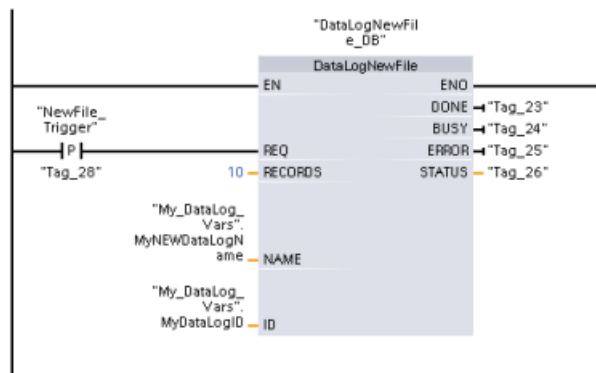 "DataLogNewFil
e_DB"
DataLogNewFile
EN ENO
DONE "Tag_23"
"NewFile_
Trigger"
BUSY "Tag_24"
P REQ ERROR "Tag_25"
"Tag_28" 10 RECORDS STATUS "Tag_26"
"My_DataLog_
Vars".
MyNEWDataLogN
ame NAME
"My_DataLog_
Vars".
MyDataLogID ID